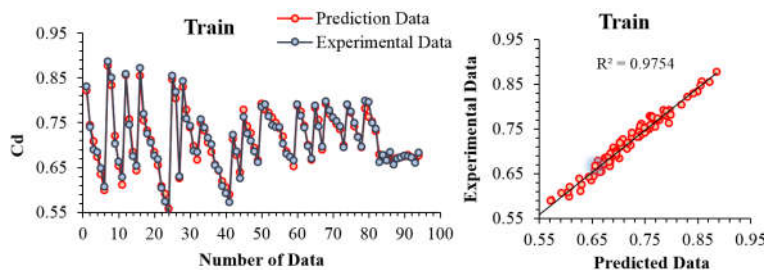 Train
Prediction Data
Experimental Data
Cd
0.95
0.85
0.75
0.65
0.55
0 10 20 30 40 50 60 70 80 90 100
Number of Data
Train
R² = 0.9754
Experimental Data
0.95
0.85
0.75
0.65
0.55
0.55 0.65 0.75 0.85 0.95
Predicted Data